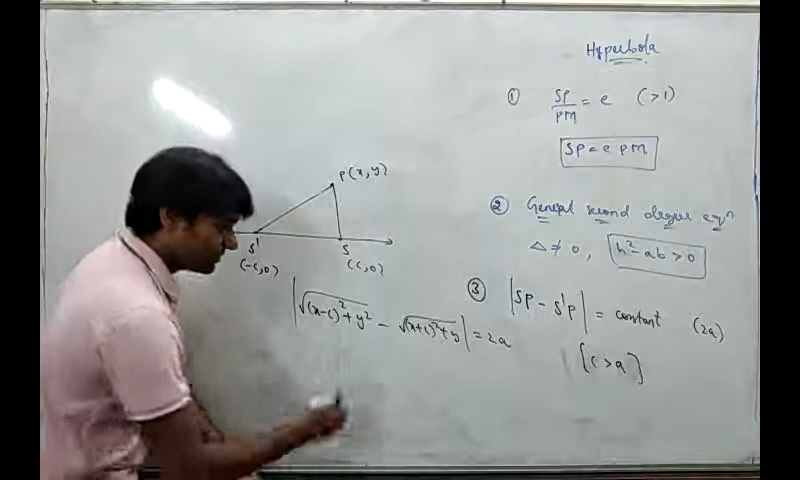 Hyperbola
① SP/PM = e (>1)
SP = e PM
② General second degree eqn
Δ ≠ 0, h² - ab > 0
③ |SP - S'P| = constant (2a)
[c > a]
P(x, y)
S' S
(-c, 0) (c, 0)
|√(x-c)² + y² - √(x+c)² + y| = 2a